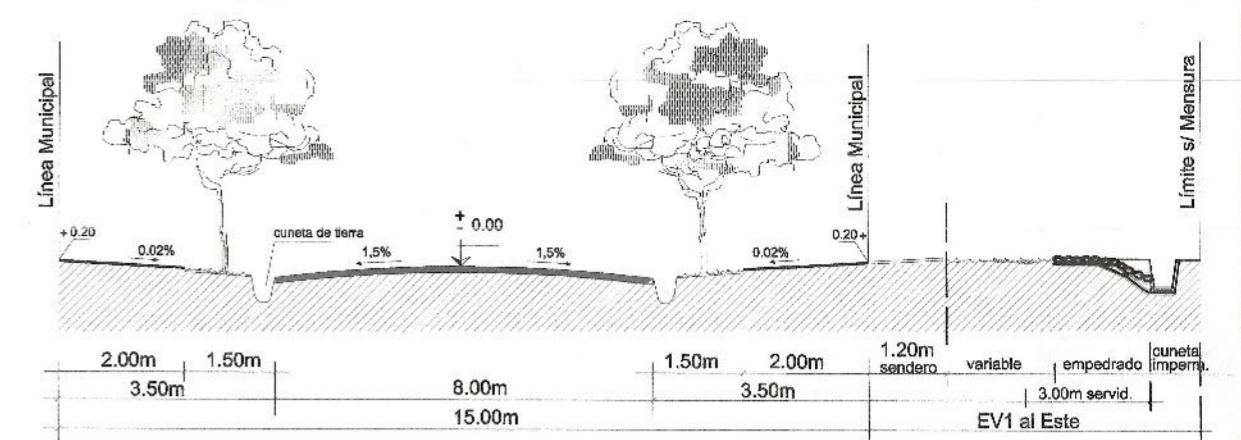 Línea Municipal
Línea Municipal
Límite s/ Mensura
+ 0.20
0.02%
cuneta de tierra
1,5%
+
- 0.00
1,5%
0.02%
0.20 +
2.00m
1.50m
1.50m
2.00m
1.20m
sendero
variable
empedrado
cuneta
imperm.
3.50m
8.00m
3.50m
3.00m servid.
15.00m
EV1 al Este